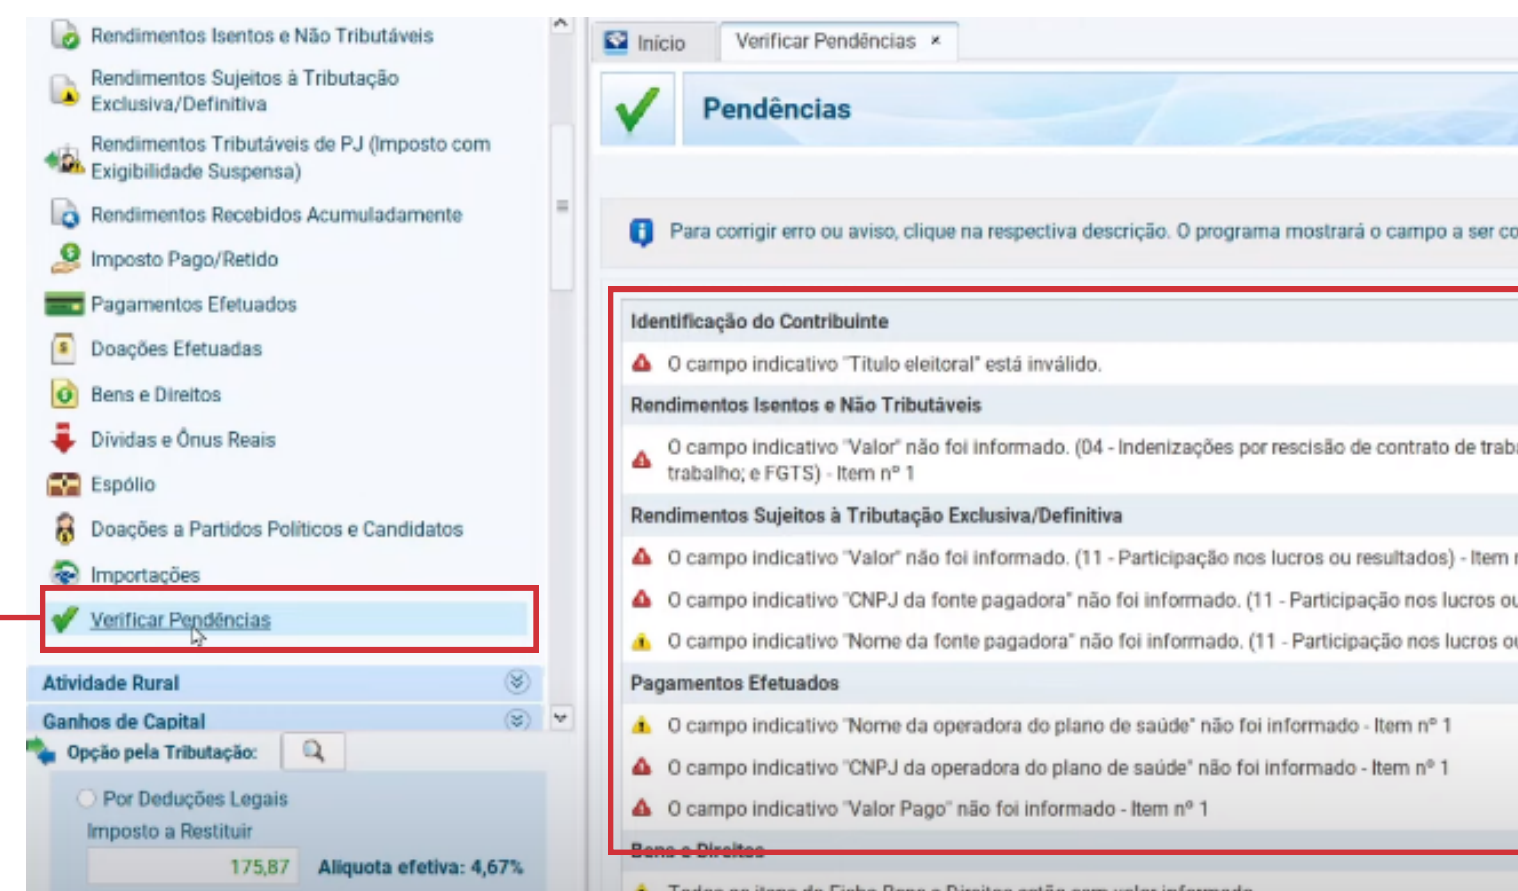 Rendimentos Isentos e Não Tributáveis
Rendimentos Sujeitos à Tributação
Exclusiva/Definitiva
Rendimentos Tributáveis de PJ (Imposto com
Exigibilidade Suspensa)
Rendimentos Recebidos Acumuladamente
Imposto Pago/Retido
Pagamentos Efetuados
Doações Efetuadas
Bens e Direitos
Dívidas e Ônus Reais
Espólio
Doações a Partidos Políticos e Candidatos
Importações
Verificar Pendências
Atividade Rural
Ganhos de Capital
Opção pela Tributação:
Por Deduções Legais
Imposto a Restituir
175,87 Aliquota efetiva: 4,67%
Início
Verificar Pendências ×
Pendências
Para corrigir erro ou aviso, clique na respectiva descrição. O programa mostrará o campo a ser co
Identificação do Contribuinte
O campo indicativo "Título eleitoral" está inválido.
Rendimentos Isentos e Não Tributáveis
O campo indicativo "Valor" não foi informado. (04 - Indenizações por rescisão de contrato de traba
trabalho; e FGTS) - Item nº 1
Rendimentos Sujeitos à Tributação Exclusiva/Definitiva
O campo indicativo "Valor" não foi informado. (11 - Participação nos lucros ou resultados) - Item
O campo indicativo "CNPJ da fonte pagadora" não foi informado. (11 - Participação nos lucros ou
O campo indicativo "Nome da fonte pagadora" não foi informado. (11 - Participação nos lucros ou
Pagamentos Efetuados
O campo indicativo "Nome da operadora do plano de saúde" não foi informado - Item nº 1
O campo indicativo "CNPJ da operadora do plano de saúde" não foi informado - Item nº 1
O campo indicativo "Valor Pago" não foi informado - Item nº 1
Bens e Direitos